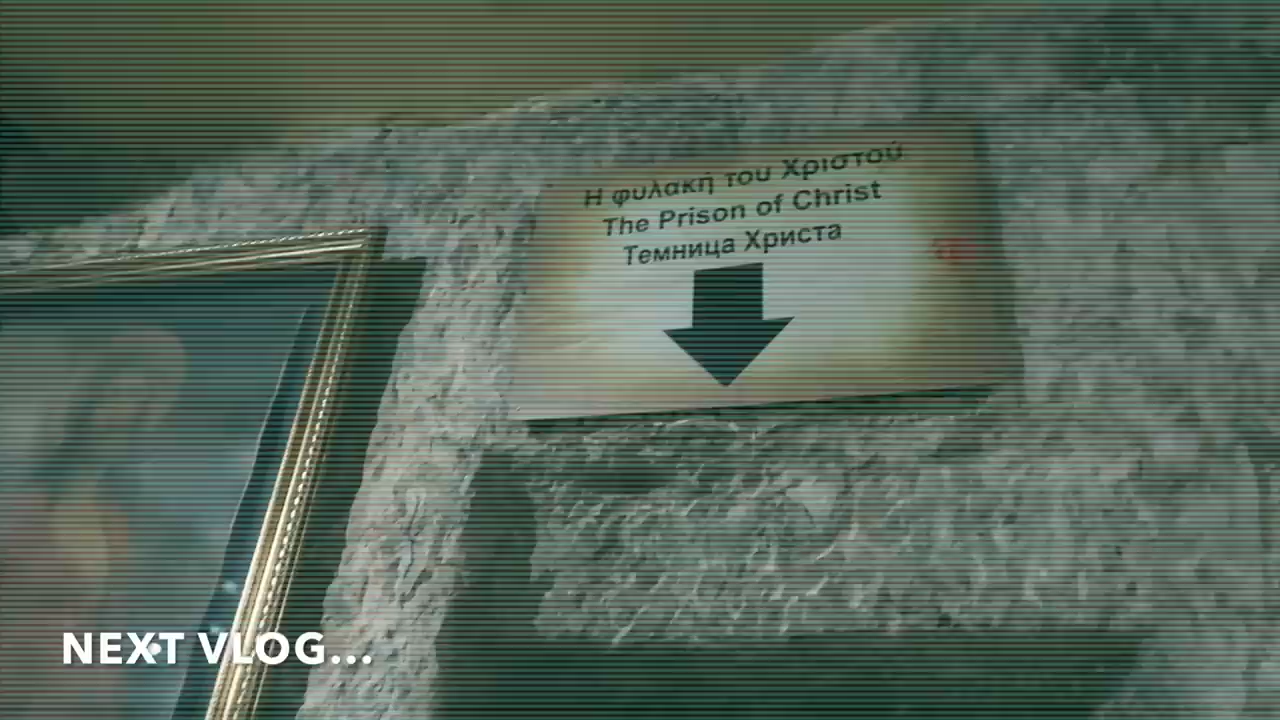 Η φυλακή του Χριστού
The Prison of Christ
Темница Христа
NEXT VLOG...